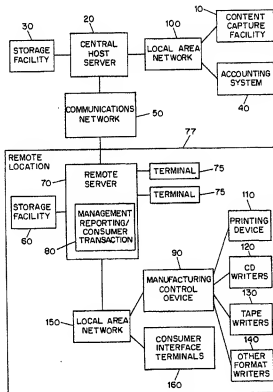 10
CONTENT
CAPTURE
FACILITY
20
100
30
STORAGE
FACILITY
CENTRAL
HOST
SERVER
LOCAL AREA
NETWORK
ACCOUNTING
SYSTEM
40
COMMUNICATIONS
NETWORK
50
77
REMOTE
LOCATION
70
REMOTE
SERVER
TERMINAL
75
TERMINAL
75
STORAGE
FACILITY
60
MANAGEMENT
REPORTING/
CONSUMER
TRANSACTION
80
110
PRINTING
DEVICE
90
MANUFACTURING
CONTROL
DEVICE
120
CD
WRITERS
130
TAPE
WRITERS
140
OTHER
FORMAT
WRITERS
150
LOCAL AREA
NETWORK
CONSUMER
INTERFACE
TERMINALS
160